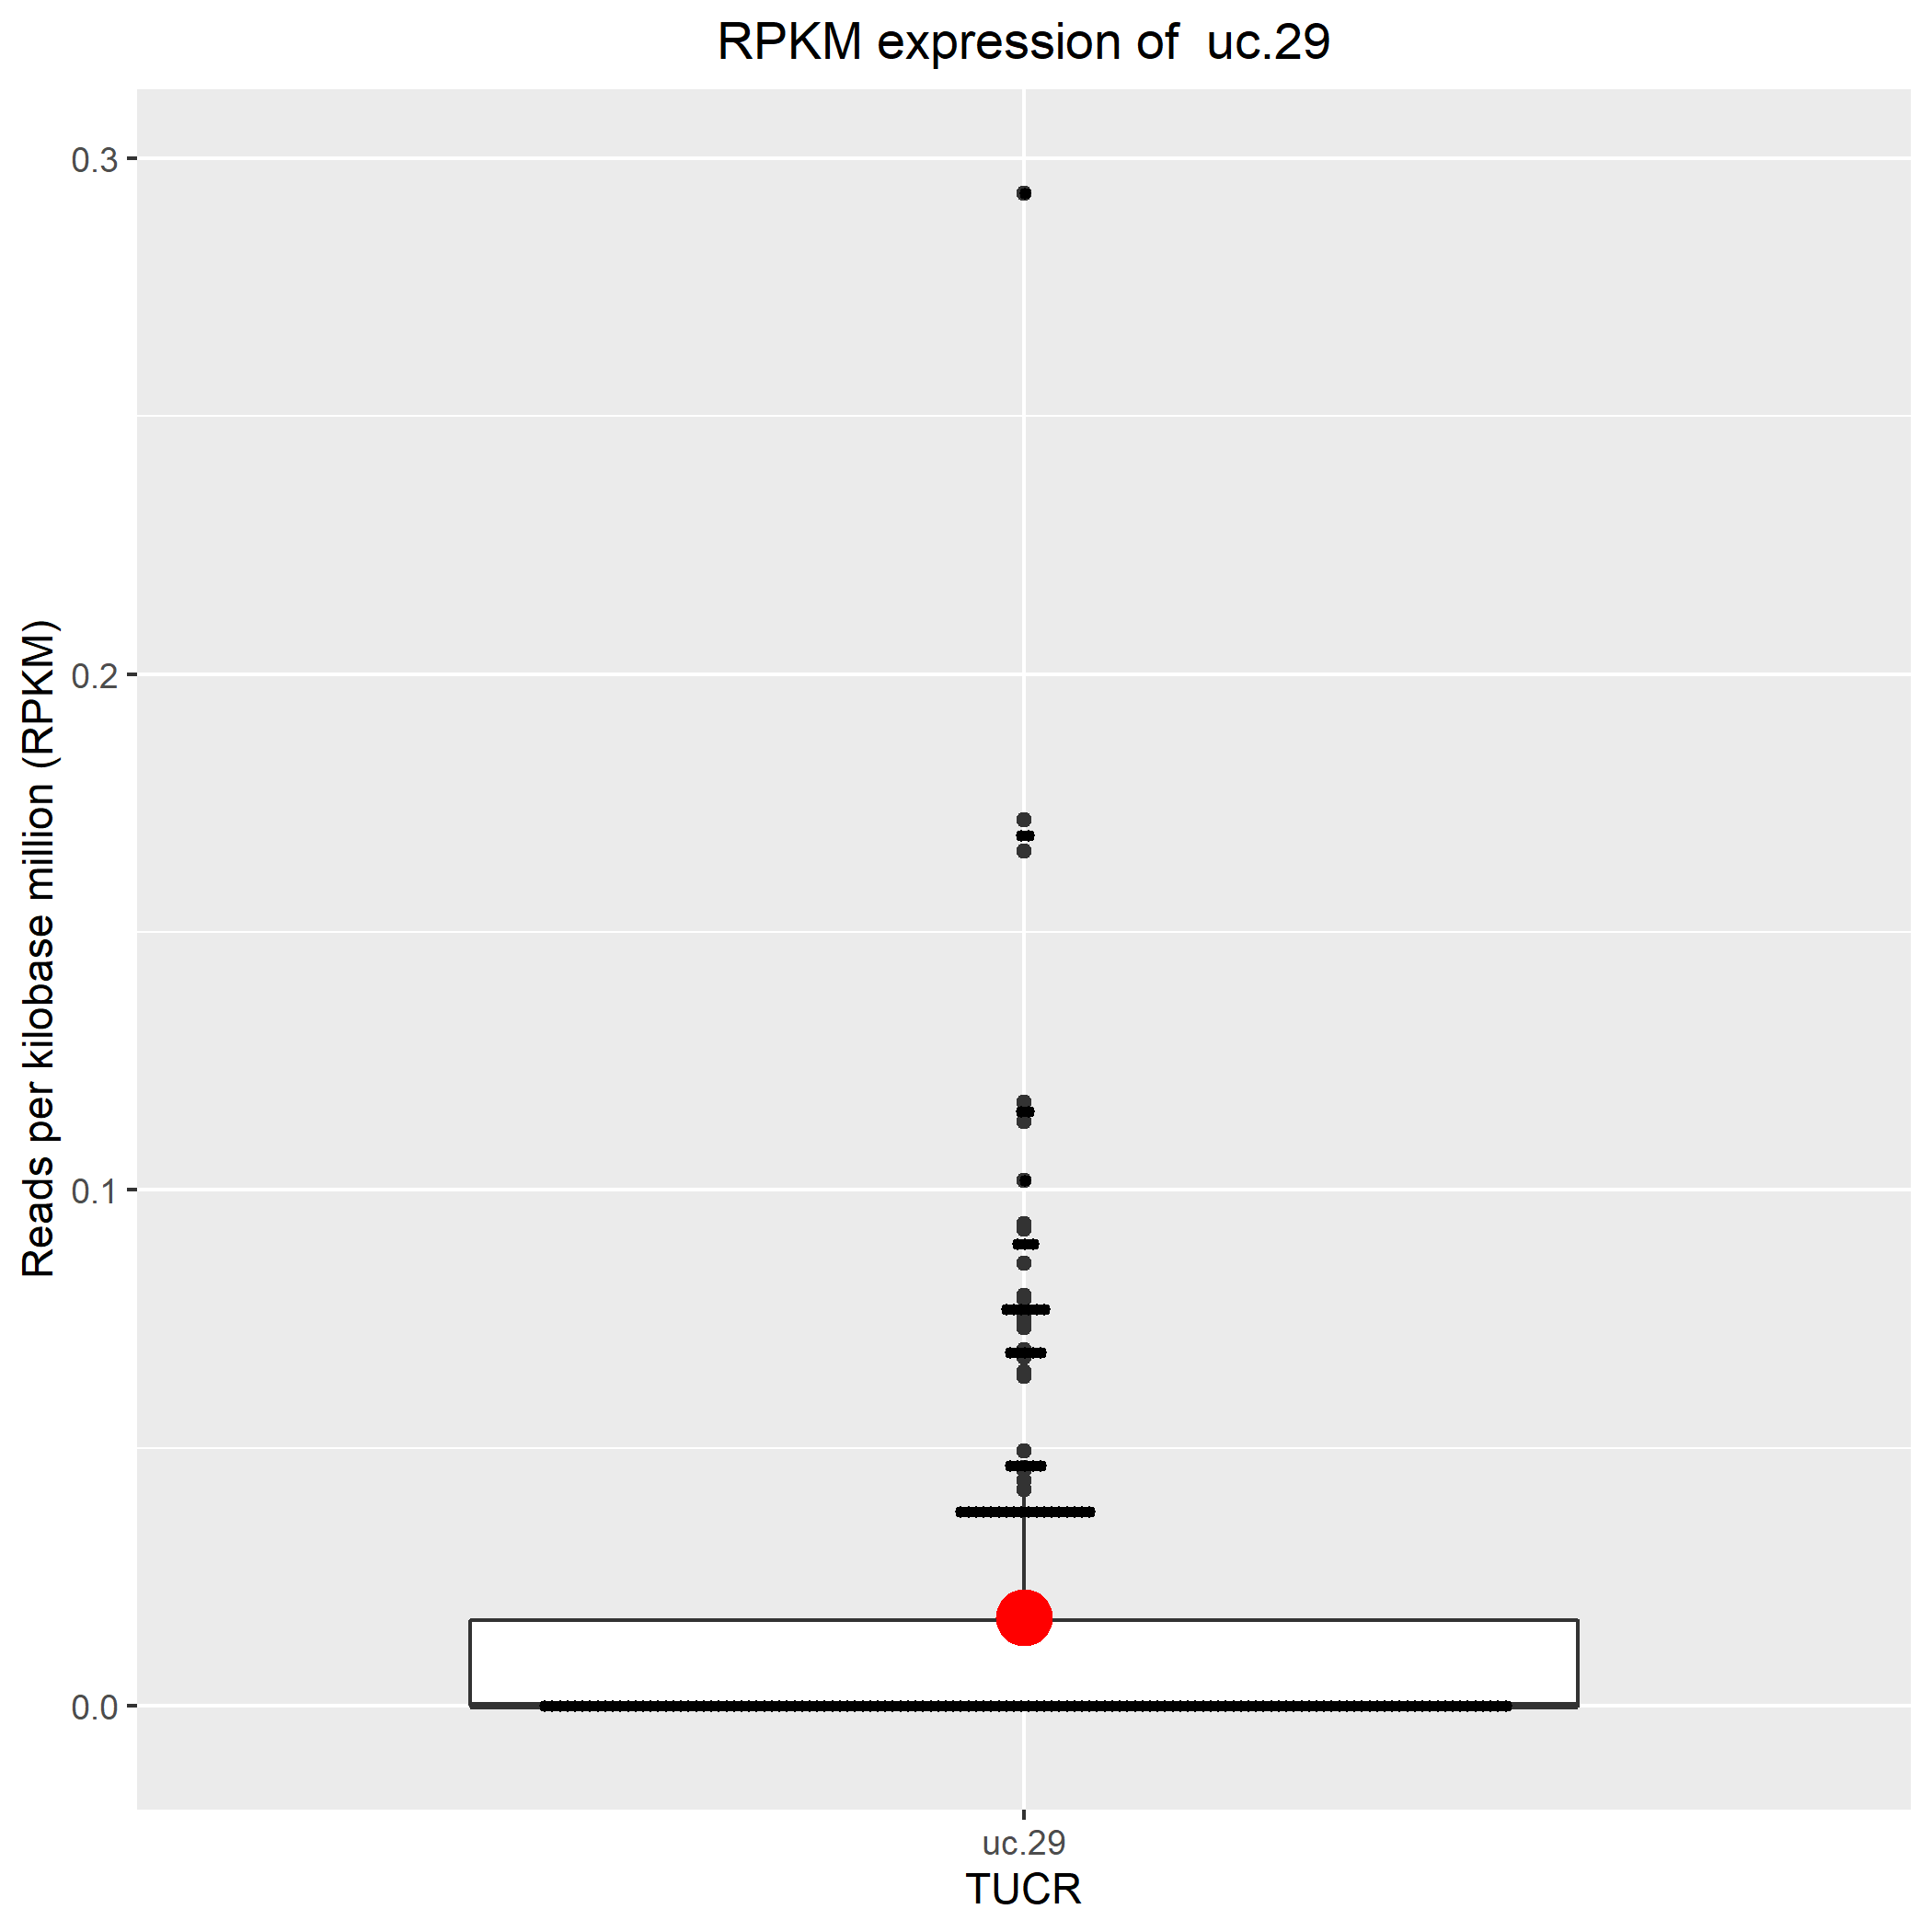 RPKM expression of  uc.29
Reads per kilobase million (RPKM)
0.3
0.2
0.1
0.0
uc.29
TUCR